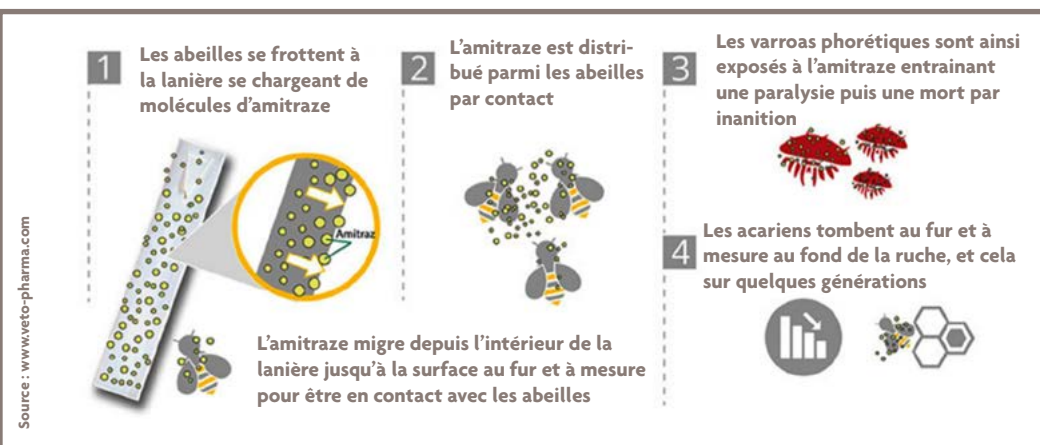 1
Les abeilles se frottent à
la lanière se chargeant de
molécules d'amitraze
Amitraz
L'amitraze migre depuis l'intérieur de la
lanière jusqu'à la surface au fur et à mesure
pour être en contact avec les abeilles
2
L'amitraze est distri-
bué parmi les abeilles
par contact
3
Les varroas phorétiques sont ainsi
exposés à l'amitraze entrainant
une paralysie puis une mort par
inanition
4
Les acariens tombent au fur et à
mesure au fond de la ruche, et cela
sur quelques générations
Source : www.veto-pharma.com